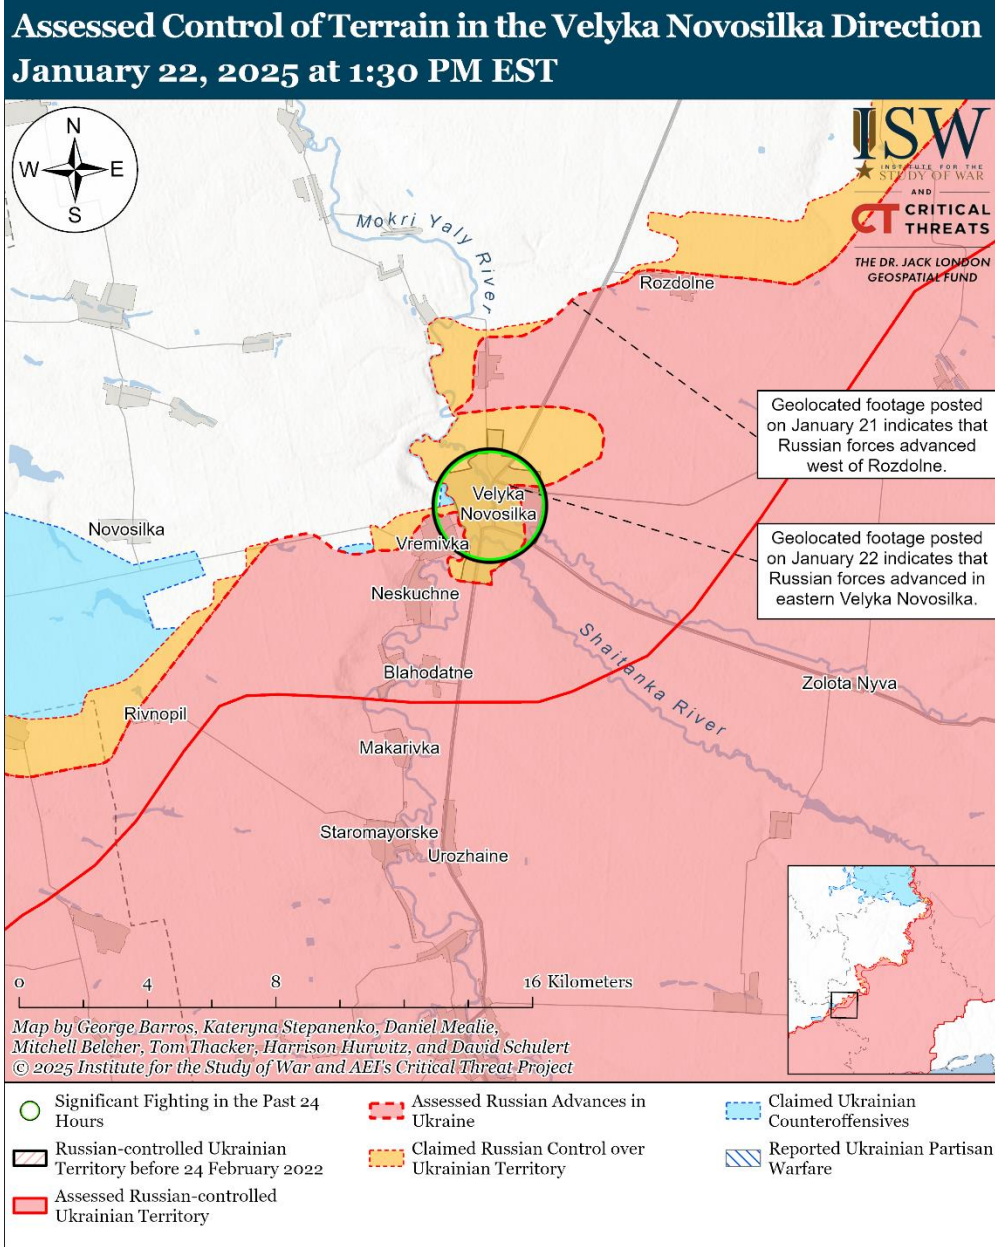 Assessed Control of Terrain in the Velyka Novosilka Direction
January 22, 2025 at 1:30 PM EST
N
W E
S
ISW
INSTITUTE FOR THE
STUDY OF WAR
AND
CT CRITICAL
THREATS
THE DR. JACK LONDON
GEOSPATIAL FUND
Mokri Yaly River
Rozdolne
Geolocated footage posted
on January 21 indicates that
Russian forces advanced
west of Rozdolne.
Velyka
Novosilka
Novosilka
Vremivka
Geolocated footage posted
on January 22 indicates that
Russian forces advanced in
eastern Velyka Novosilka.
Neskuchne
Shaitanka River
Blahodatne
Zolota Nyva
Rivnopil
Makarivka
Staromayorske
Urozhaine
0 4 8 16 Kilometers
Map by George Barros, Kateryna Stepanenko, Daniel Mealie,
Mitchell Belcher, Tom Thacker, Harrison Hurwitz, and David Schulert
© 2025 Institute for the Study of War and AEI's Critical Threat Project
Significant Fighting in the Past 24
Hours
Russian-controlled Ukrainian
Territory before 24 February 2022
Assessed Russian-controlled
Ukrainian Territory
Assessed Russian Advances in
Ukraine
Claimed Russian Control over
Ukrainian Territory
Claimed Ukrainian
Counteroffensives
Reported Ukrainian Partisan
Warfare